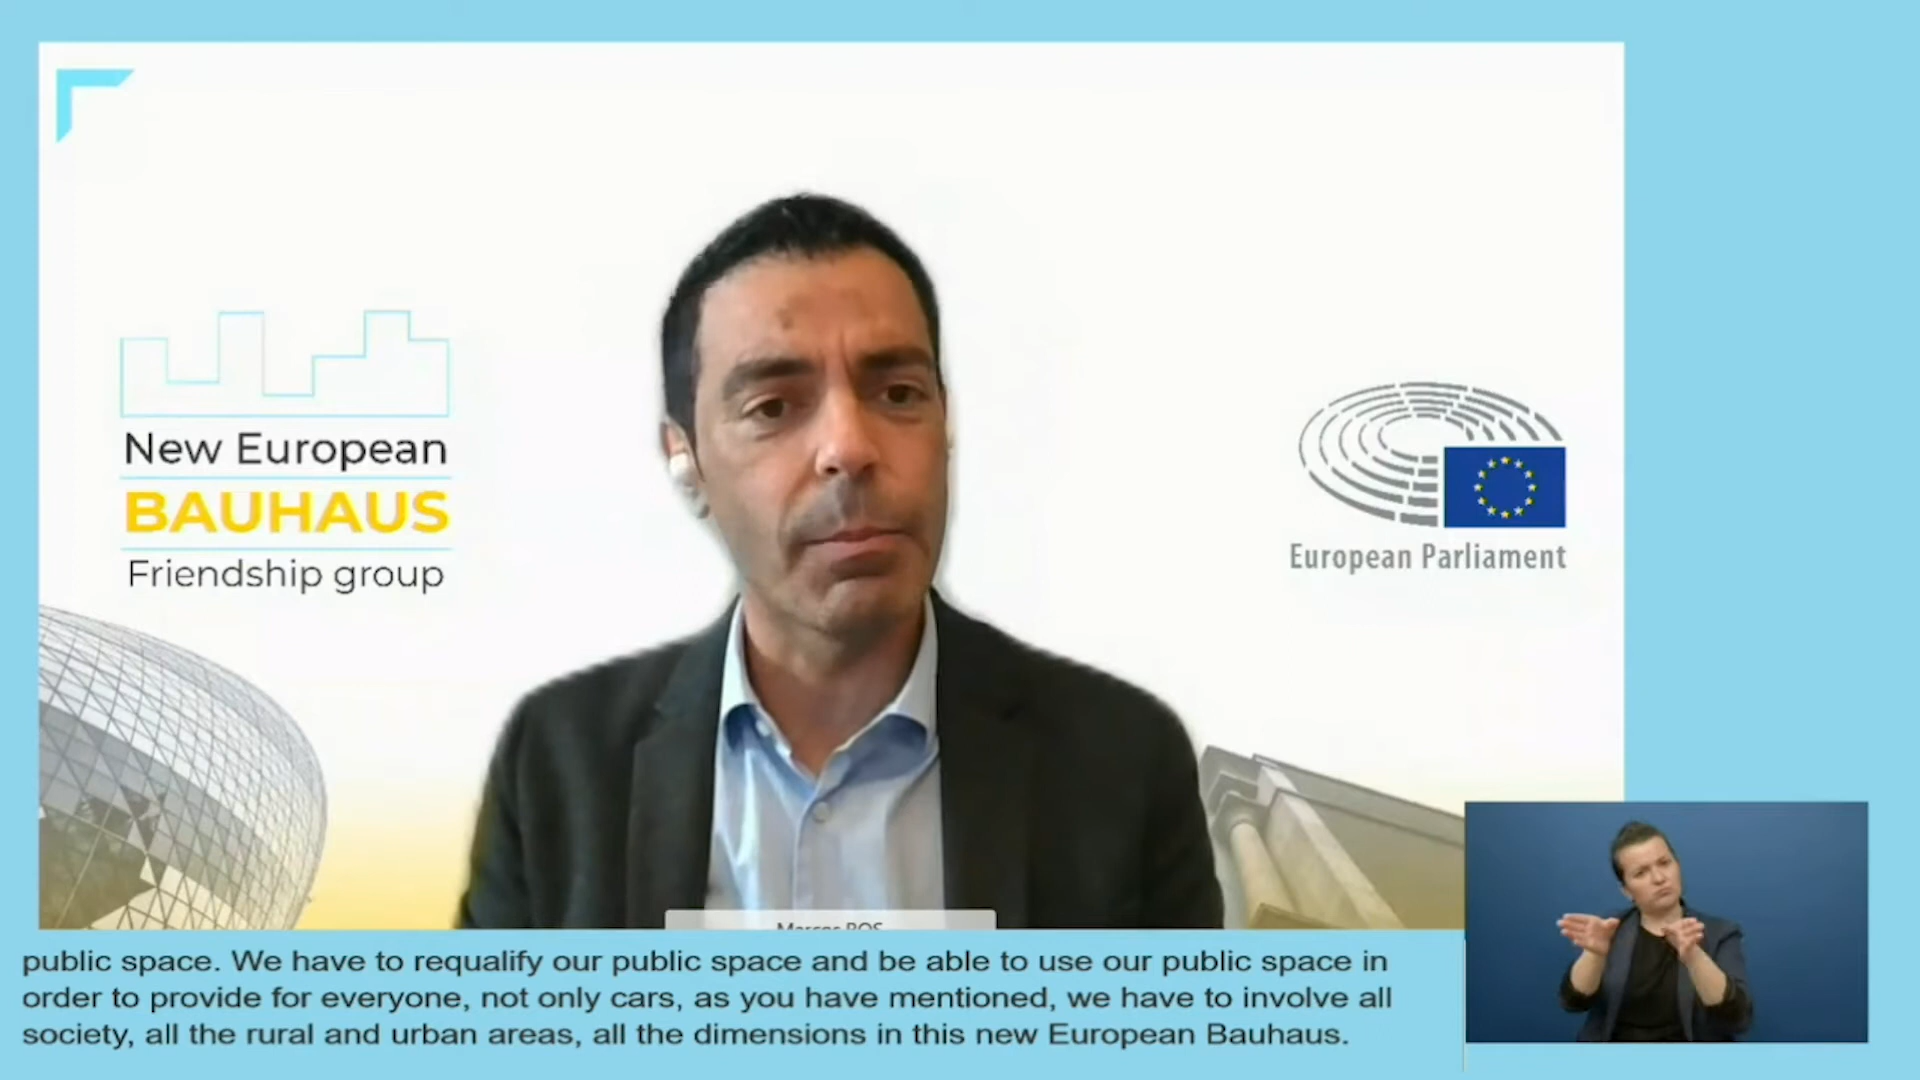 New European
BAUHAUS
Friendship group
European Parliament
Marcos ROS
public space. We have to requalify our public space and be able to use our public space in
order to provide for everyone, not only cars, as you have mentioned, we have to involve all
society, all the rural and urban areas, all the dimensions in this new European Bauhaus.